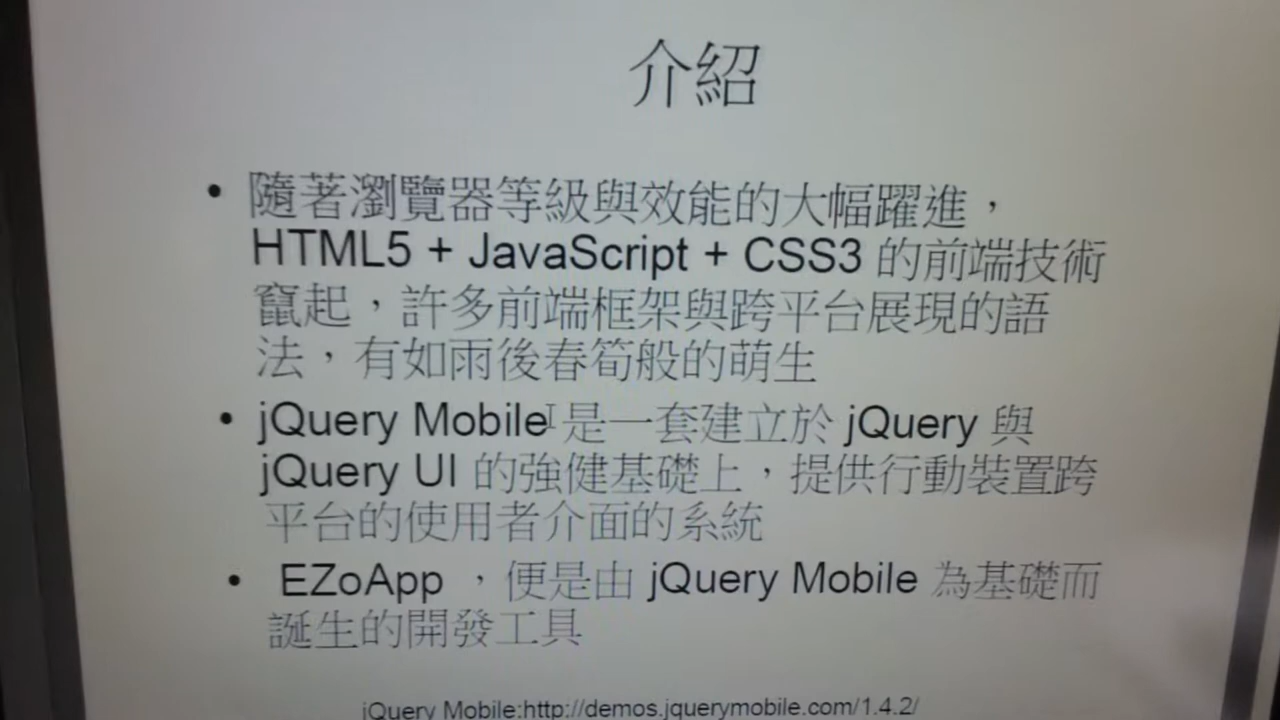 介紹
• 隨著瀏覽器等級與效能的大幅躍進，
HTML5 + JavaScript + CSS3 的前端技術
竄起，許多前端框架與跨平台展現的語
法，有如雨後春筍般的萌生
• jQuery Mobile 是一套建立於 jQuery 與
jQuery UI 的強健基礎上，提供行動裝置跨
平台的使用者介面的系統
• EZoApp ，便是由 jQuery Mobile 為基礎而
誕生的開發工具
jQuery Mobile:http://demos.jquerymobile.com/1.4.2/